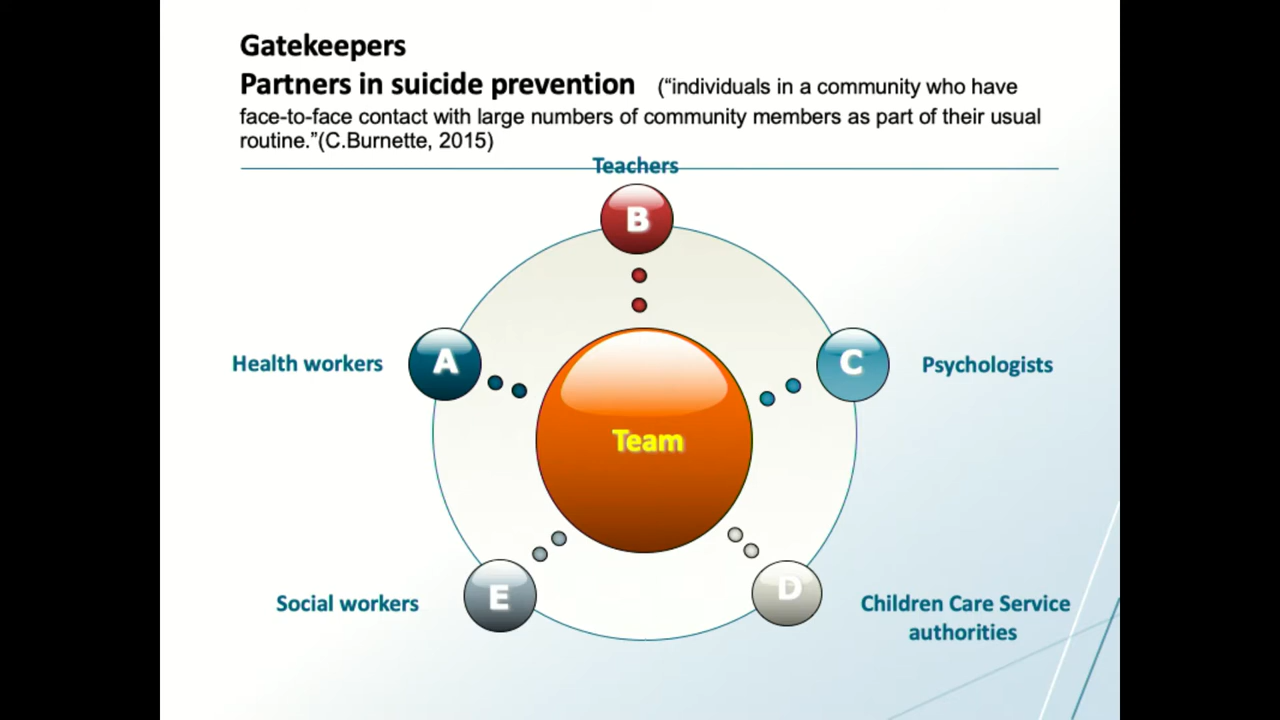 Gatekeepers
Partners in suicide prevention (“individuals in a community who have
face-to-face contact with large numbers of community members as part of their usual
routine.”(C.Burnette, 2015)
Teachers
B
Health workers
A
C
Psychologists
Team
Social workers
E
D
Children Care Service
authorities